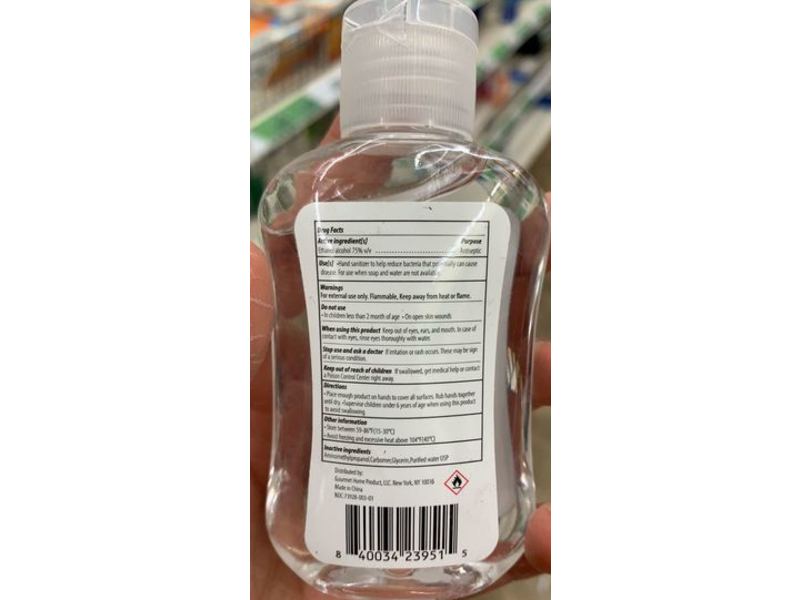 Drug Facts
Active ingredient(s) Purpose
Ethanol alcohol 75% v/v Antiseptic
Use(s) •Hand sanitizer to help reduce bacteria that potentially can cause
disease. For use when soap and water are not available.
Warnings
For external use only. Flammable, Keep away from heat or flame.
Do not use
• In children less than 2 month of age • On open skin wounds
When using this product Keep out of eyes, ears, and mouth. In case of
contact with eyes, rinse eyes thoroughly with water.
Stop use and ask a doctor if irritation or rash occurs. These may be sign
of a serious condition.
Keep out of reach of children If swallowed, get medical help or contact
a Poison Control Center right away.
Directions
• Place enough product on hands to cover all surfaces. Rub hands together
until dry. •Supervise children under 6 years of age when using this product
to avoid swallowing.
Other information
• Store between 59-86°F(15-30°C)
• Avoid freezing and excessive heat above 104°F(40°C)
Inactive ingredients
Aminomethylpropanol,Carbomer,Glycerin,Purified water USP
Distributed by:
Gourmet Home Product, LLC. New York, NY 10016
Made in China
NDC:73928-003-01
8 40034 23951 5